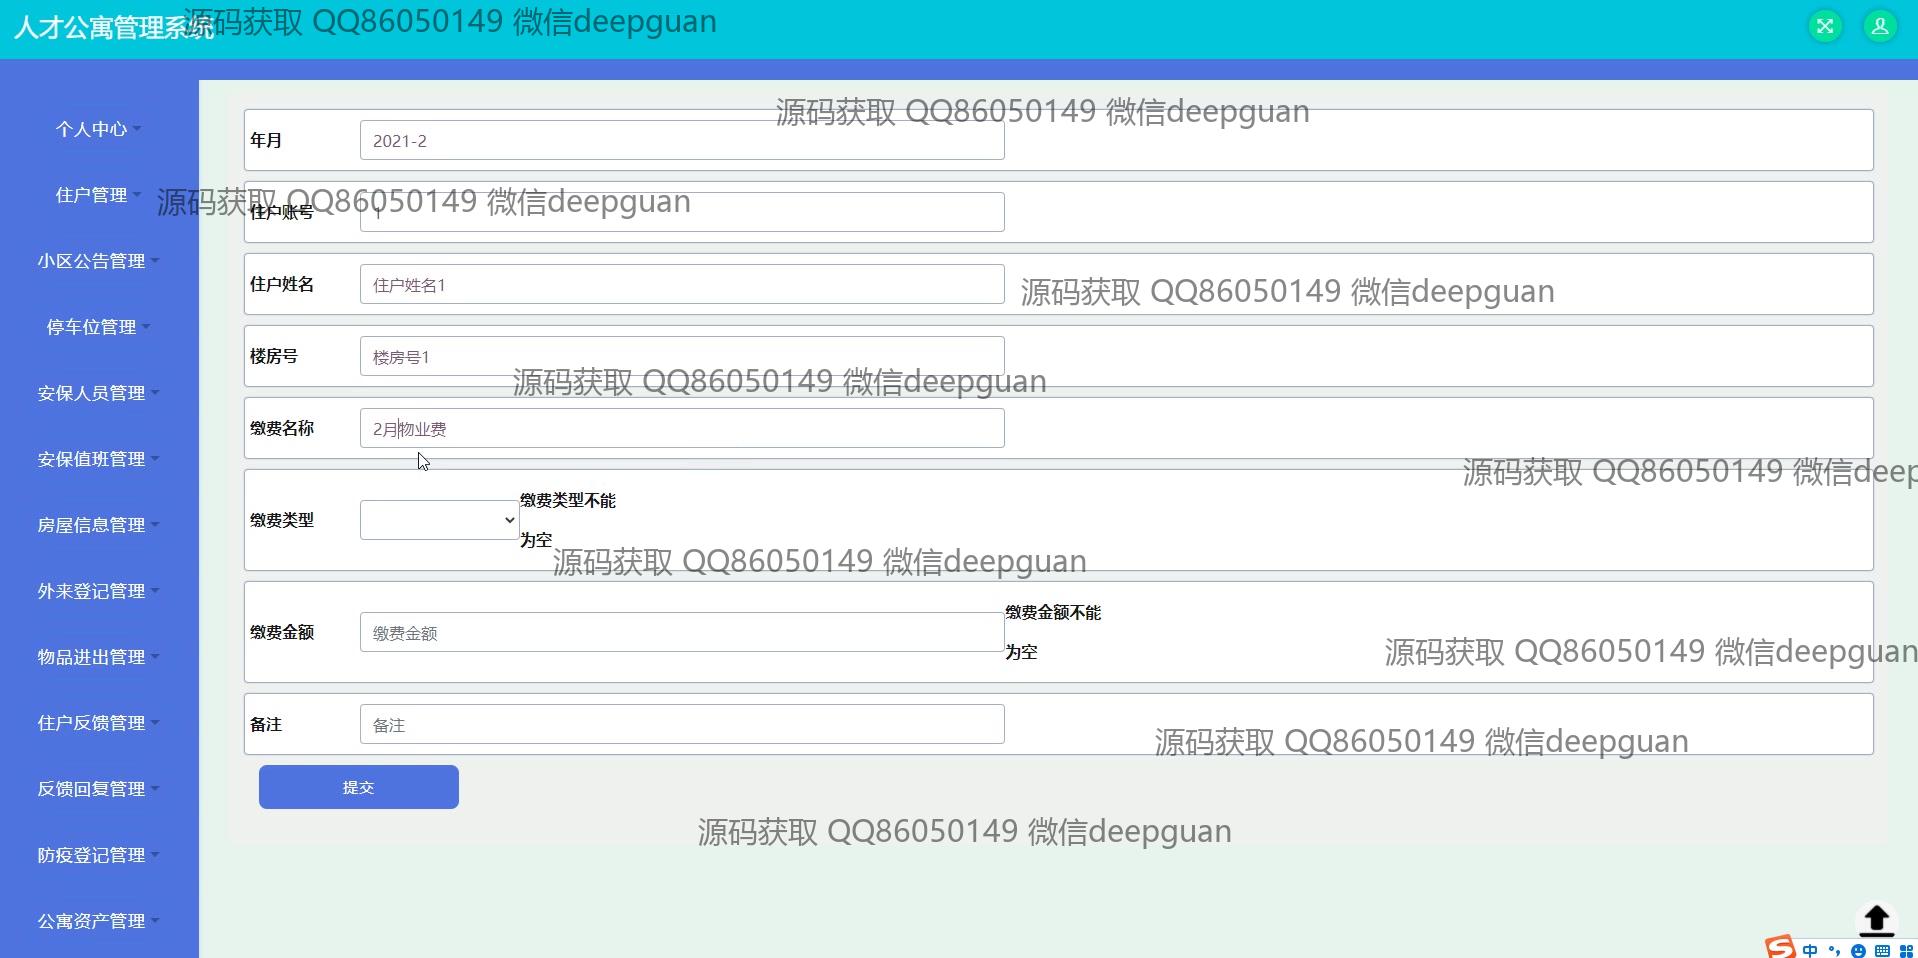 人才公寓管理系统
源码获取 QQ86050149 微信deepguan
个人中心
住户管理
小区公告管理
停车位管理
安保人员管理
安保值班管理
房屋信息管理
外来登记管理
物品进出管理
住户反馈管理
反馈回复管理
防疫登记管理
公寓资产管理
源码获取 QQ86050149 微信deepguan
年月
2021-2
源码获取 QQ86050149 微信deepguan
住户账号
1
住户姓名
住户姓名1
源码获取 QQ86050149 微信deepguan
楼房号
楼房号1
源码获取 QQ86050149 微信deepguan
缴费名称
2月物业费
源码获取 QQ86050149 微信deep
缴费类型
缴费类型不能
为空
源码获取 QQ86050149 微信deepguan
缴费金额
缴费金额
缴费金额不能
为空
源码获取 QQ86050149 微信deepguan
备注
备注
源码获取 QQ86050149 微信deepguan
提交
源码获取 QQ86050149 微信deepguan
中